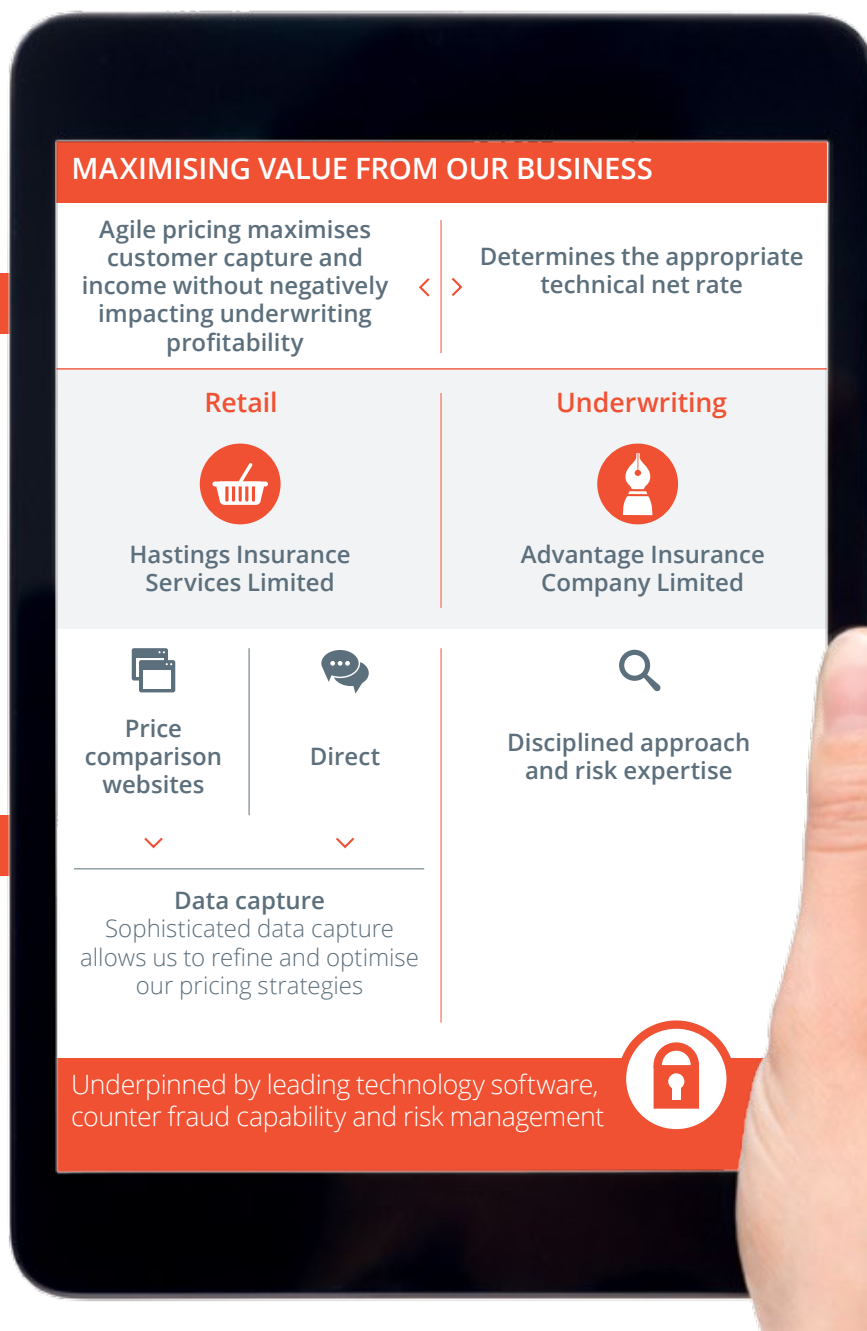 MAXIMISING VALUE FROM OUR BUSINESS
Agile pricing maximises
customer capture and
income without negatively
impacting underwriting
profitability
Determines the appropriate
technical net rate
Retail
Hastings Insurance
Services Limited
Underwriting
Advantage Insurance
Company Limited
Price
comparison
websites
Direct
Disciplined approach
and risk expertise
Data capture
Sophisticated data capture
allows us to refine and optimise
our pricing strategies
Underpinned by leading technology software,
counter fraud capability and risk management